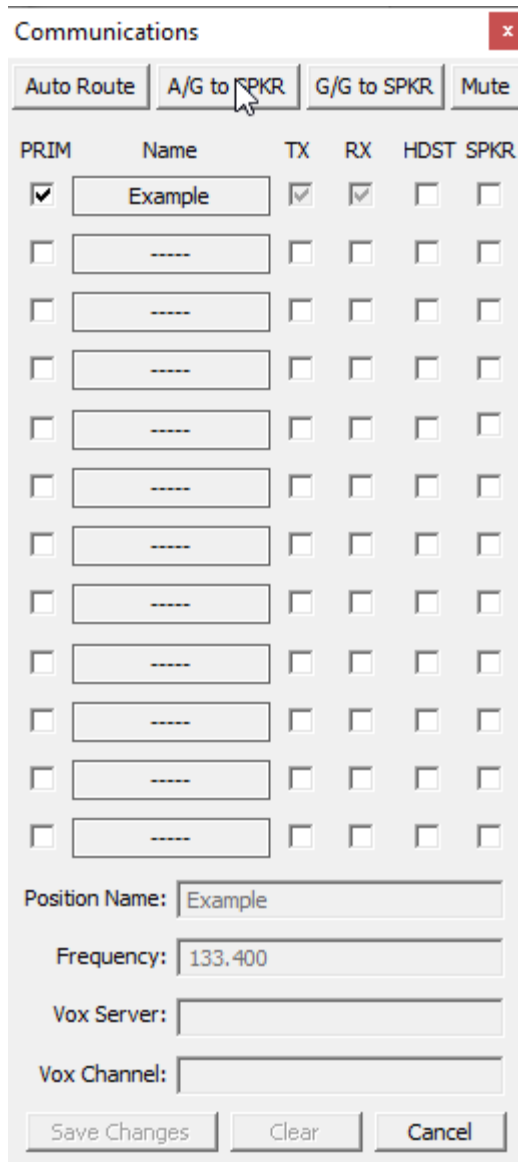 Communications x
Auto Route A/G to SPKR G/G to SPKR Mute
PRIM Name TX RX HDST SPKR
Example
-----
-----
-----
-----
-----
-----
-----
-----
-----
-----
-----
Position Name: Example
Frequency: 133.400
Vox Server:
Vox Channel:
Save Changes Clear Cancel